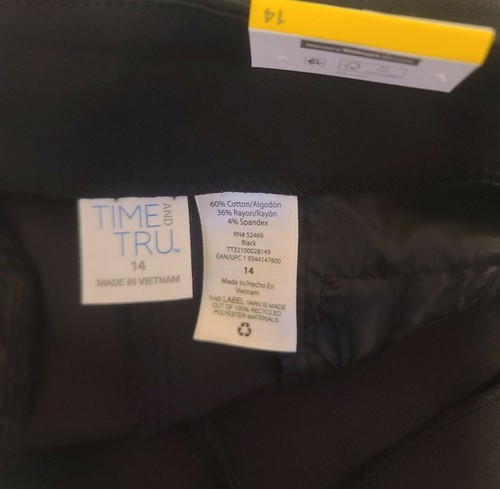 14
TIME AND
TRU™
14
MADE IN VIETNAM
60% Cotton/Algodón
36% Rayon/Rayón
4% Spandex
RN# 52469
Black
TT32100028149
EAN/UPC 1 9344147600
14
Made In/Hecho En
Vietnam
THIS LABEL YARN IS MADE
OUT OF 100% RECYCLED
POLYESTER MATERIALS.